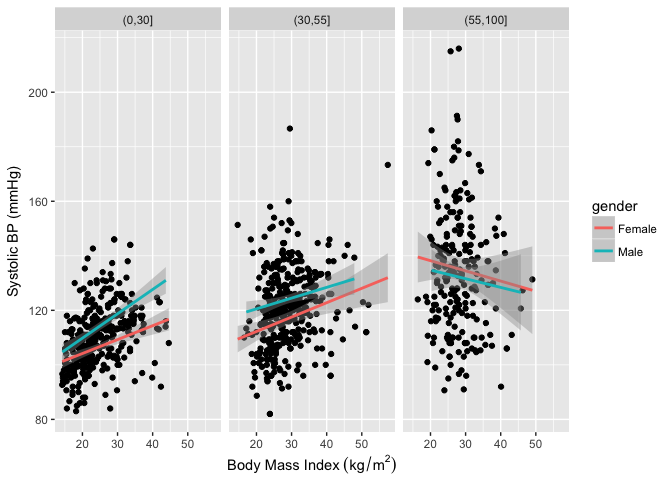 (0,30]
(30,55]
(55,100]
Systolic BP (mmHg)
200
160
120
80
20 30 40 50
20 30 40 50
20 30 40 50
Body Mass Index (kg/m²)
gender
Female
Male